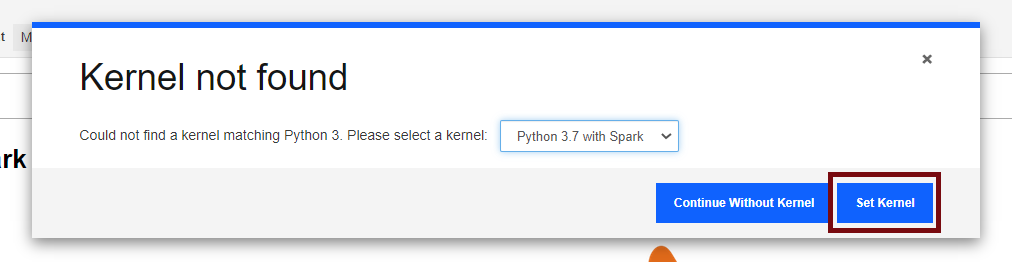 t M
Kernel not found
Could not find a kernel matching Python 3. Please select a kernel: Python 3.7 with Spark
ark
Continue Without Kernel Set Kernel